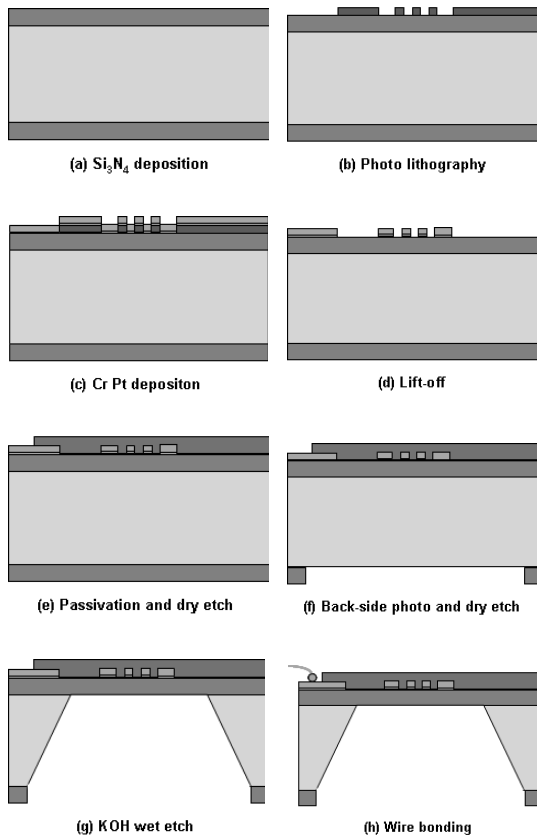 (a) Si₃N₄ deposition
(b) Photo lithography
(c) Cr Pt depositon
(d) Lift-off
(e) Passivation and dry etch
(f) Back-side photo and dry etch
(g) KOH wet etch
(h) Wire bonding